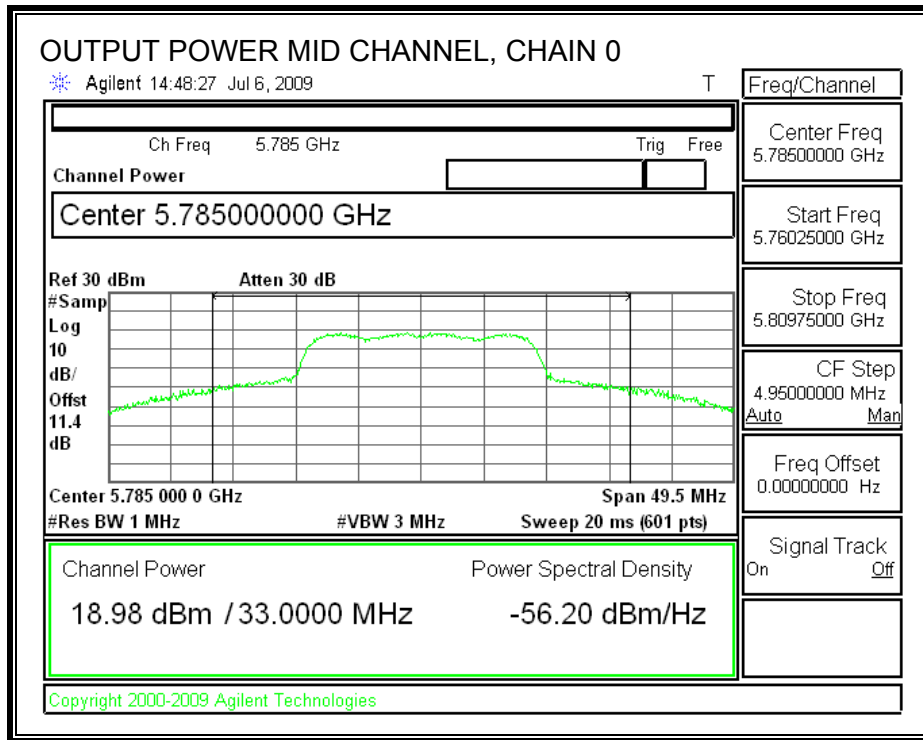 OUTPUT POWER MID CHANNEL, CHAIN 0
Agilent 14:48:27 Jul 6, 2009 T
Ch Freq 5.785 GHz Trig Free
Channel Power
Center 5.785000000 GHz
Ref 30 dBm Atten 30 dB
#Samp
Log
10
dB/
Offst
11.4
dB
Center 5.785 000 0 GHz Span 49.5 MHz
#Res BW 1 MHz #VBW 3 MHz Sweep 20 ms (601 pts)
Channel Power Power Spectral Density
18.98 dBm / 33.0000 MHz -56.20 dBm/Hz
Copyright 2000-2009 Agilent Technologies
Freq/Channel
Center Freq
5.78500000 GHz
Start Freq
5.76025000 GHz
Stop Freq
5.80975000 GHz
CF Step
4.95000000 MHz
Auto Man
Freq Offset
0.00000000 Hz
Signal Track
On Off